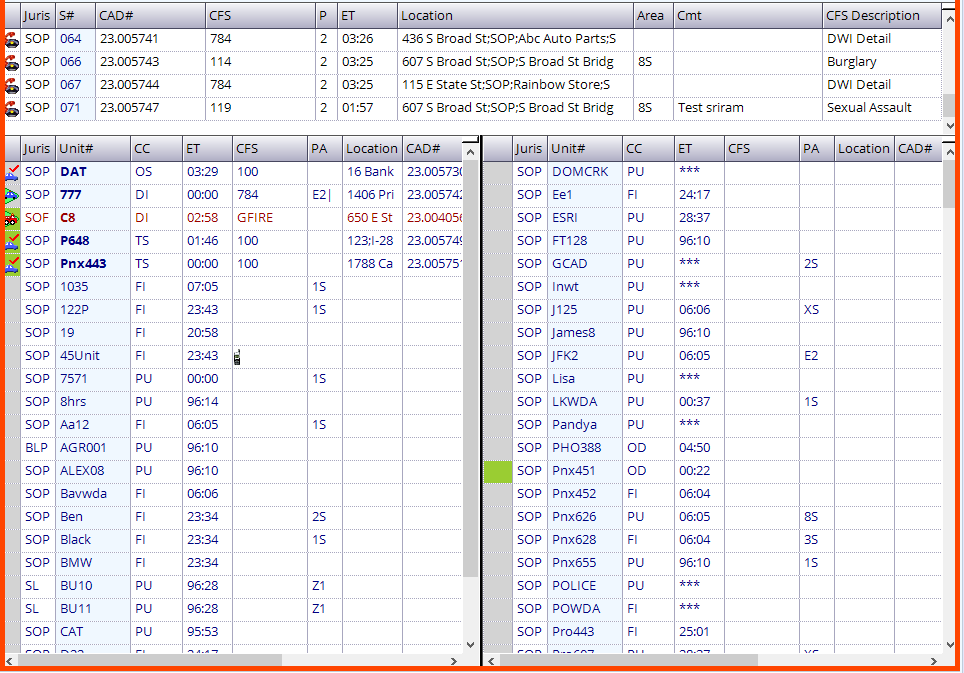 Juris S# CAD# CFS P ET Location Area Cmt CFS Description
SOP 064 23.005741 784 2 03:26 436 S Broad St;SOP;Abc Auto Parts;S DWI Detail
SOP 066 23.005743 114 2 03:25 607 S Broad St;SOP;S Broad St Bridg 8S Burglary
SOP 067 23.005744 784 2 03:25 115 E State St;SOP;Rainbow Store;S DWI Detail
SOP 071 23.005747 119 2 01:57 607 S Broad St;SOP;S Broad St Bridg 8S Test sriram Sexual Assault
Juris Unit# CC ET CFS PA Location CAD#
SOP DAT OS 03:29 100 16 Bank 23.005730
SOP 777 DI 00:00 784 E2| 1406 Pri 23.005742
SOF C8 DI 02:58 GFIRE 650 E St 23.004056
SOP P648 TS 01:46 100 123;I-28 23.005749
SOP Pnx443 TS 00:00 100 1788 Ca 23.005751
SOP 1035 FI 07:05 1S
SOP 122P FI 23:43 1S
SOP 19 FI 20:58
SOP 45Unit FI 23:43
SOP 7571 PU 00:00 1S
SOP 8hrs PU 96:14
SOP Aa12 FI 06:05 1S
BLP AGR001 PU 96:10
SOP ALEX08 PU 96:10
SOP Bavwda FI 06:06
SOP Ben FI 23:34 2S
SOP Black FI 23:34 1S
SOP BMW FI 23:34
SL BU10 PU 96:28 Z1
SL BU11 PU 96:28 Z1
SOP CAT PU 95:53
Juris Unit# CC ET CFS PA Location CAD#
SOP DOMCRK PU ***
SOP Ee1 FI 24:17
SOP ESRI PU 28:37
SOP FT128 PU 96:10
SOP GCAD PU *** 2S
SOP Inwt PU ***
SOP J125 PU 06:06 XS
SOP James8 PU 96:10
SOP JFK2 PU 06:05 E2
SOP Lisa PU ***
SOP LKWDA PU 00:37 1S
SOP Pandya PU ***
SOP PHO388 OD 04:50
SOP Pnx451 OD 00:22
SOP Pnx452 FI 06:04
SOP Pnx626 PU 06:05 8S
SOP Pnx628 FI 06:04 3S
SOP Pnx655 PU 96:10 1S
SOP POLICE PU ***
SOP POWDA FI ***
SOP Pro443 FI 25:01